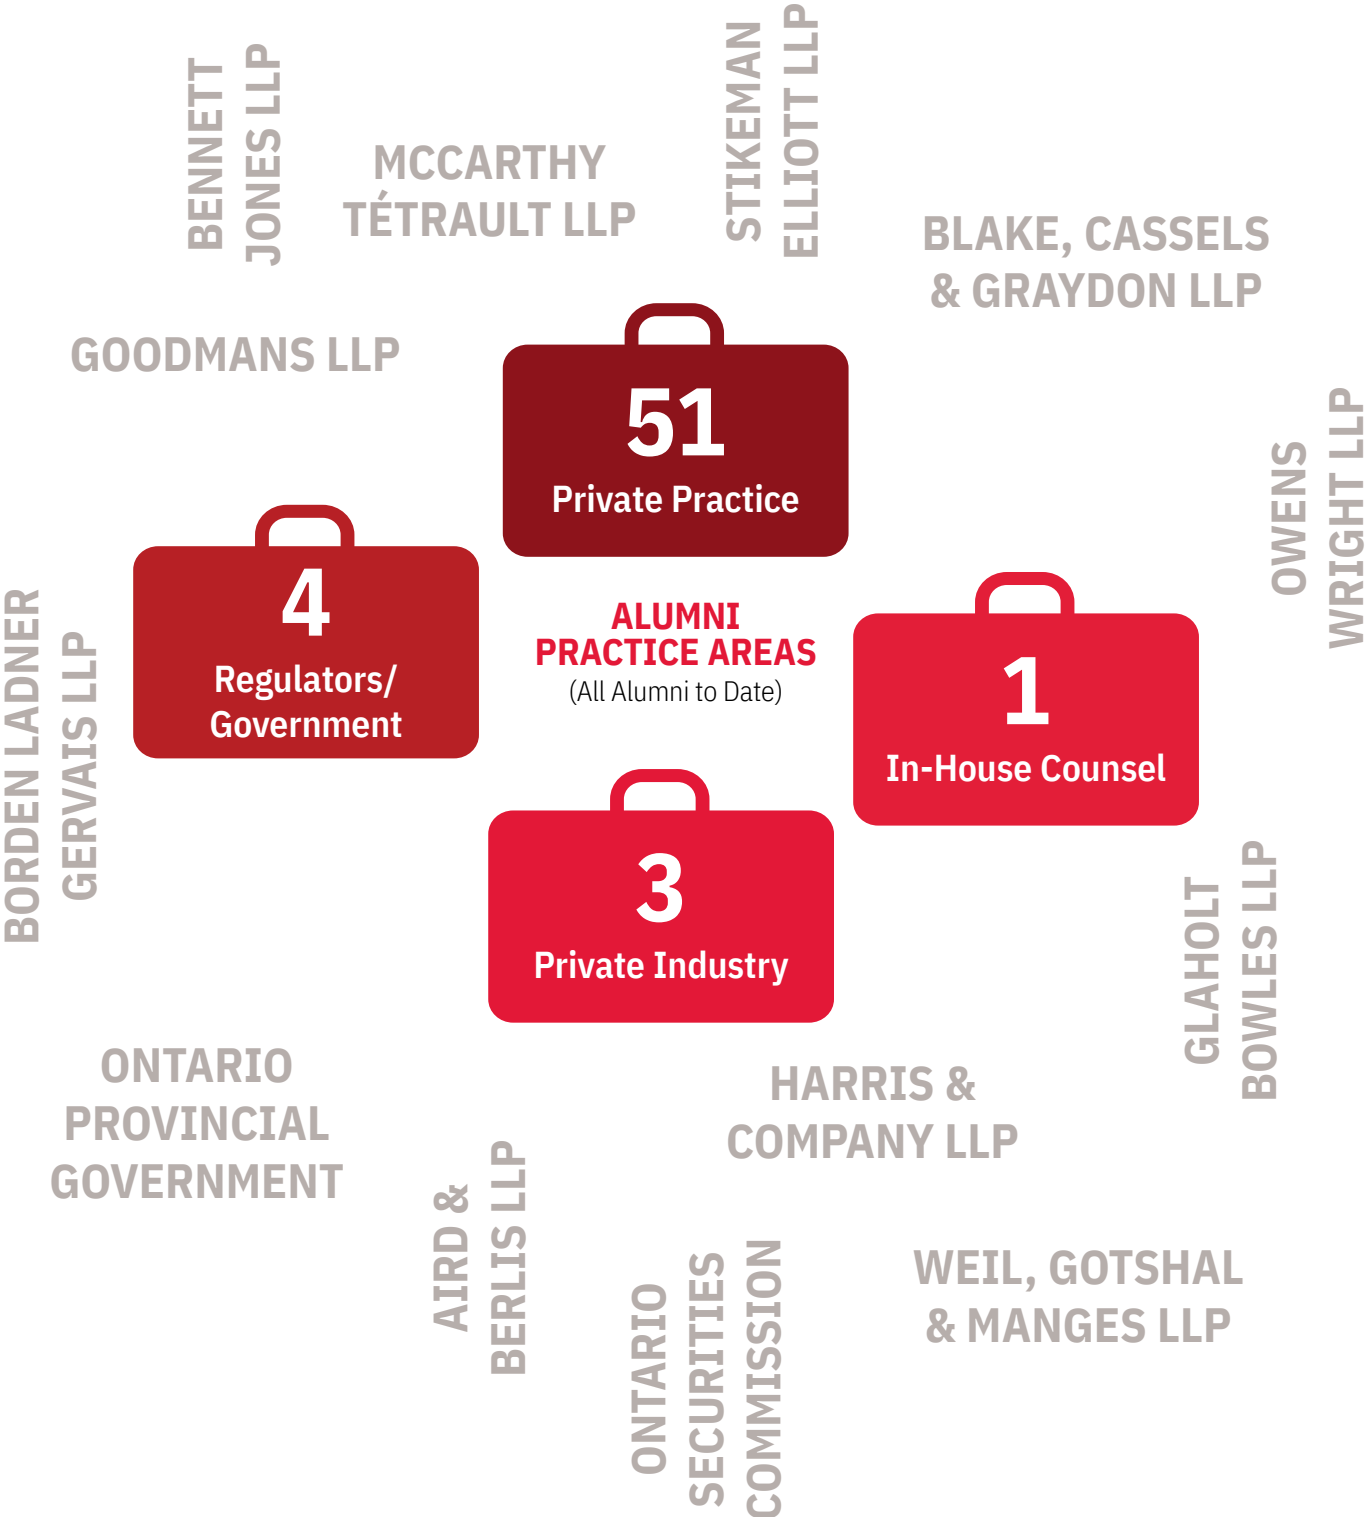 BENNETT
JONES LLP
MCCARTHY
TÉTRAULT LLP
STIKEMAN
ELLIOTT LLP
BLAKE, CASSELS
& GRAYDON LLP
GOODMANS LLP
51
Private Practice
OWENS
WRIGHT LLP
4
Regulators/
Government
ALUMNI
PRACTICE AREAS
(All Alumni to Date)
1
In-House Counsel
BORDEN LADNER
GERVAIS LLP
3
Private Industry
GLAHOLT
BOWLES LLP
ONTARIO
PROVINCIAL
GOVERNMENT
HARRIS &
COMPANY LLP
AIRD &
BERLIS LLP
ONTARIO
SECURITIES
COMMISSION
WEIL, GOTSHAL
& MANGES LLP